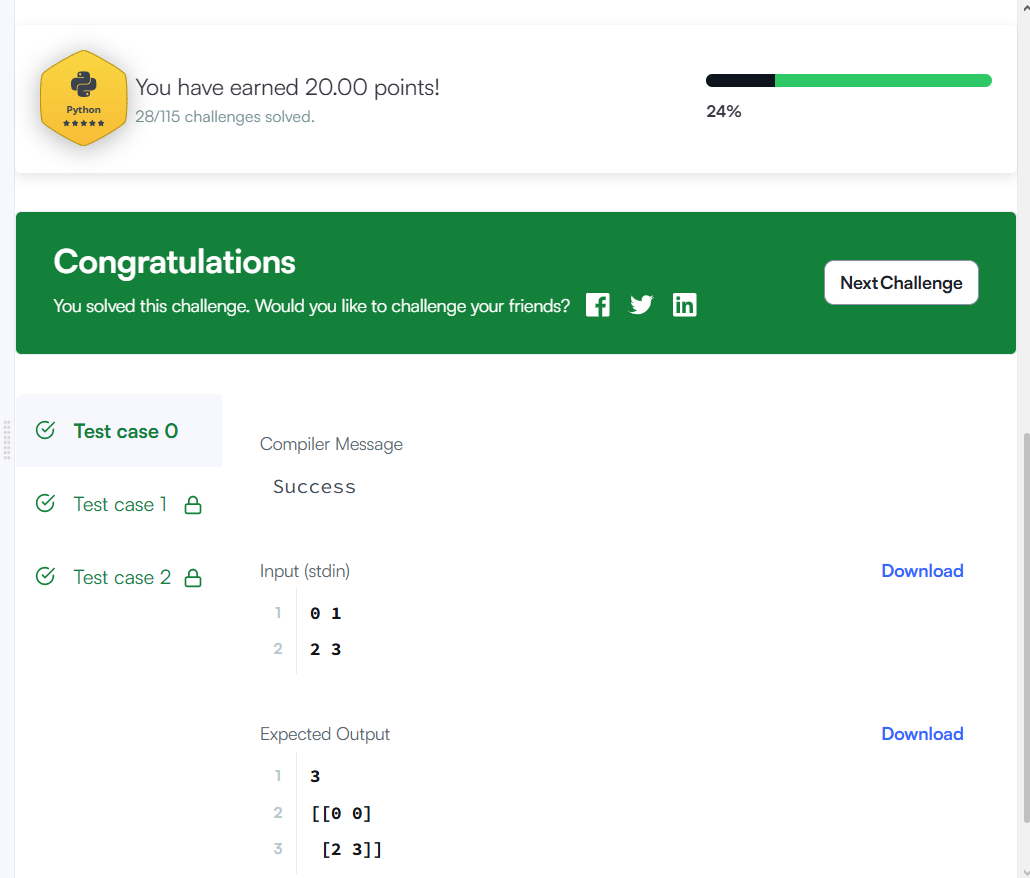 Python
You have earned 20.00 points!
28/115 challenges solved.
24%
Congratulations
You solved this challenge. Would you like to challenge your friends?
Next Challenge
Test case 0
Test case 1
Test case 2
Compiler Message
Success
Input (stdin)
Download
1 0 1
2 2 3
Expected Output
Download
1 3
2 [[0 0]
3 [2 3]]